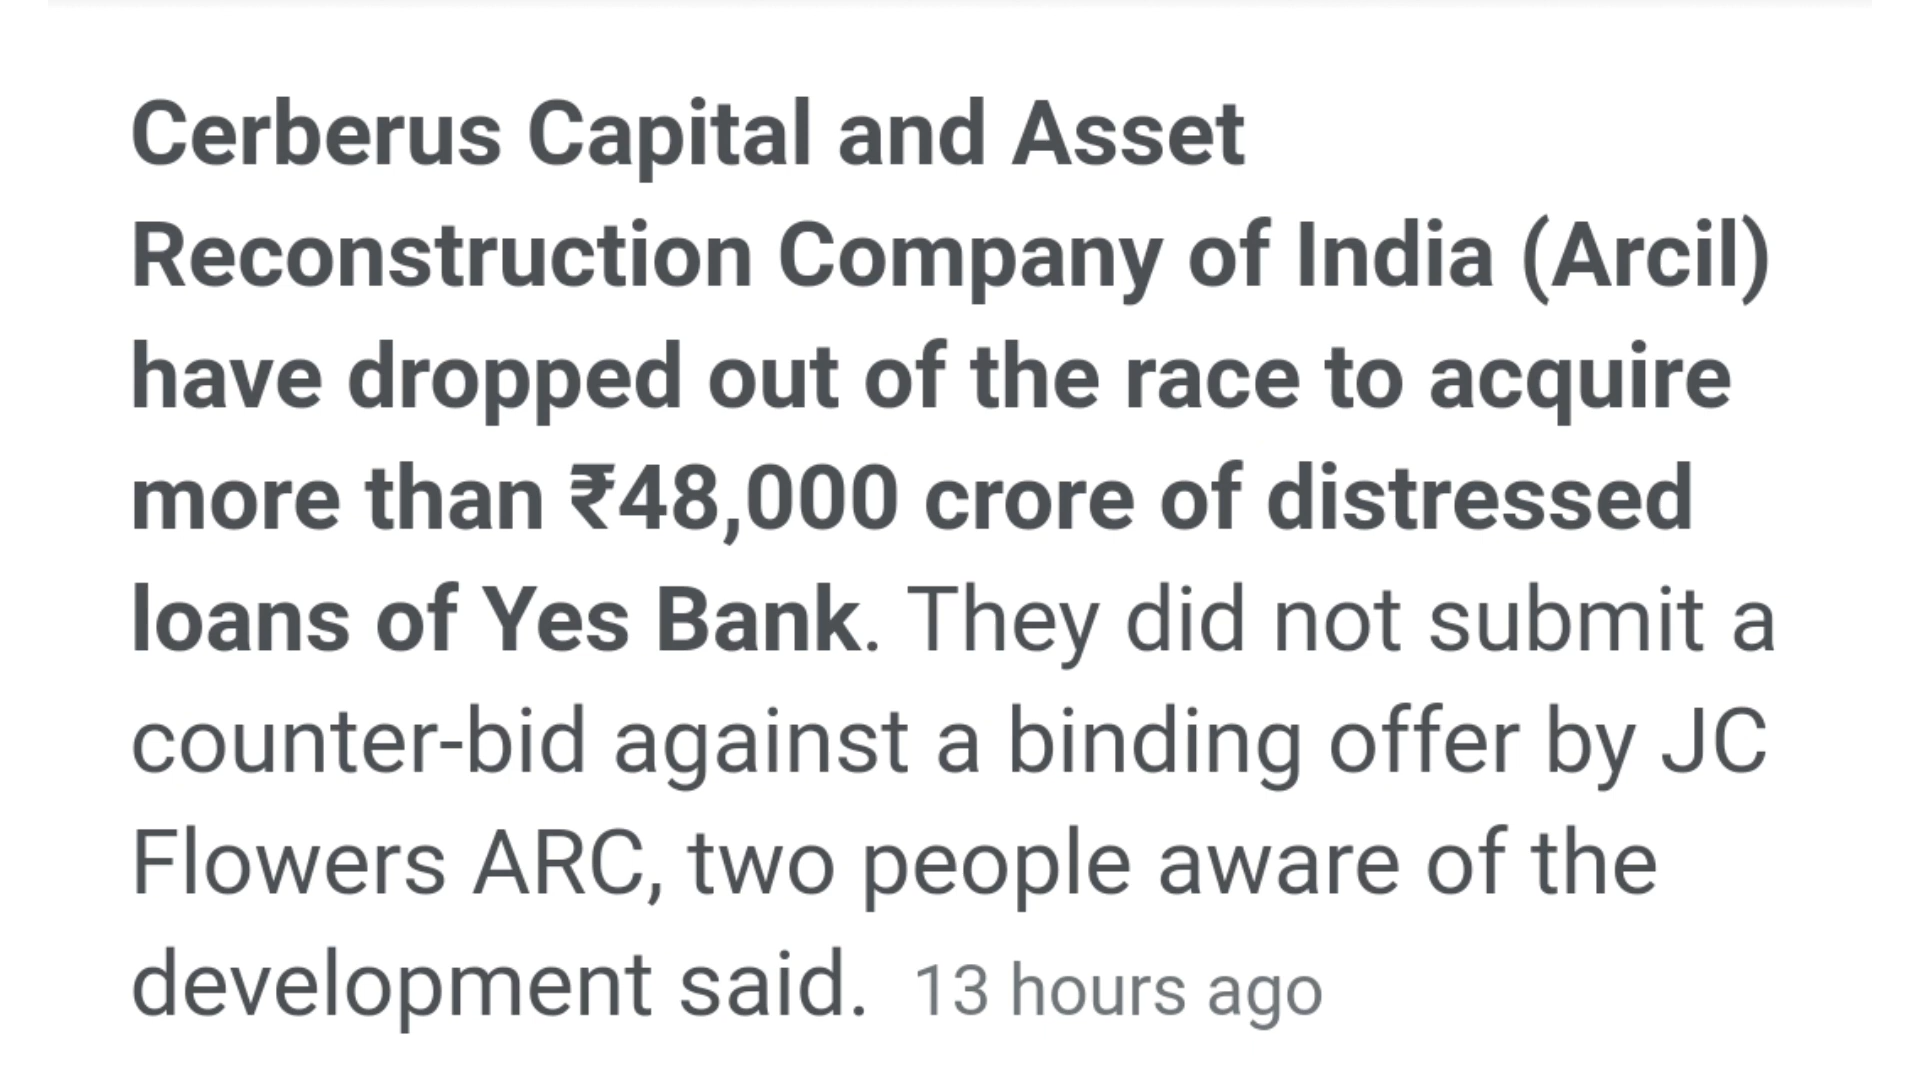 Cerberus Capital and Asset
Reconstruction Company of India (Arcil)
have dropped out of the race to acquire
more than ₹48,000 crore of distressed
loans of Yes Bank. They did not submit a
counter-bid against a binding offer by JC
Flowers ARC, two people aware of the
development said. 13 hours ago